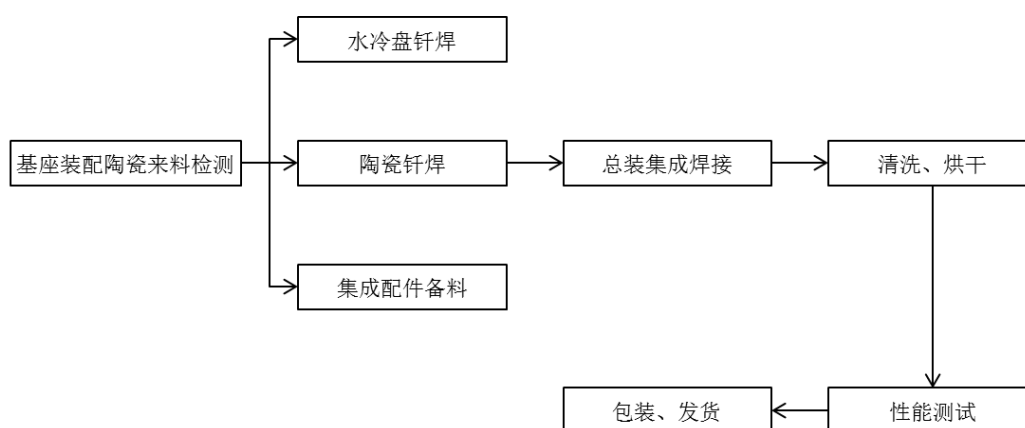 水冷盘钎焊
基座装配陶瓷来料检测
陶瓷钎焊
总装集成焊接
清洗、烘干
集成配件备料
包装、发货
性能测试